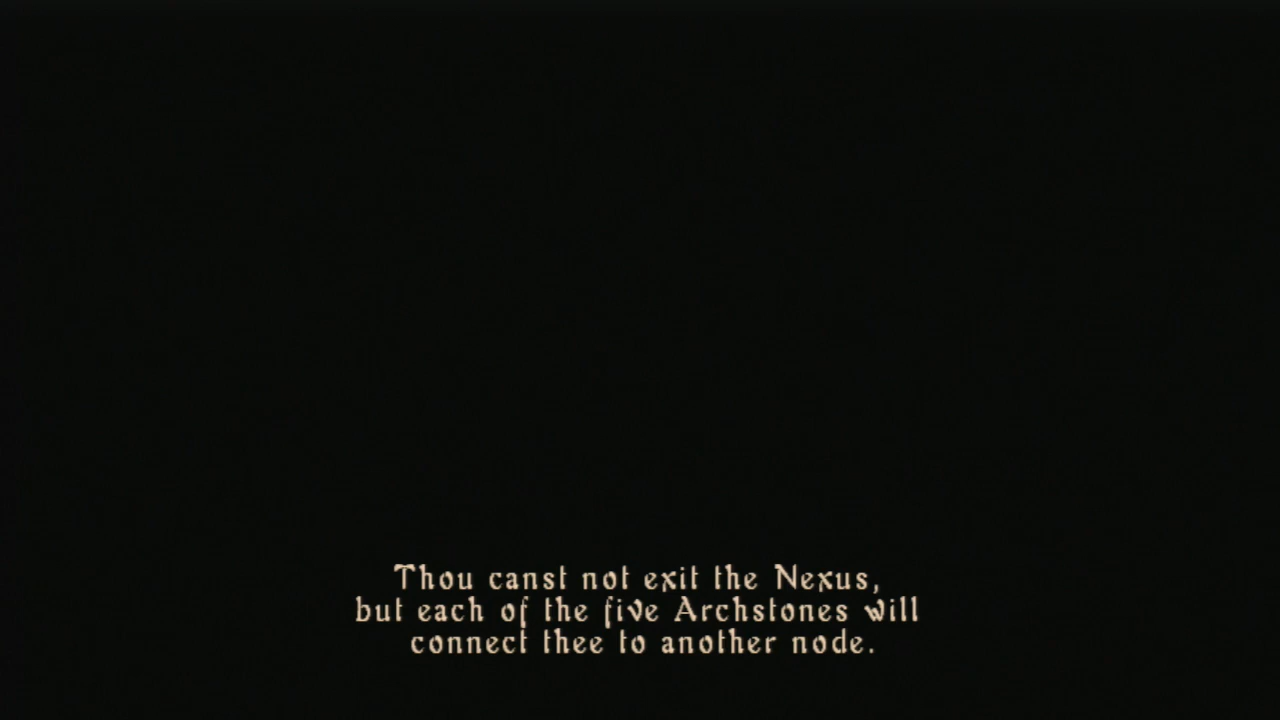 Thou canst not exit the Nexus,
but each of the five Archstones will
connect thee to another node.